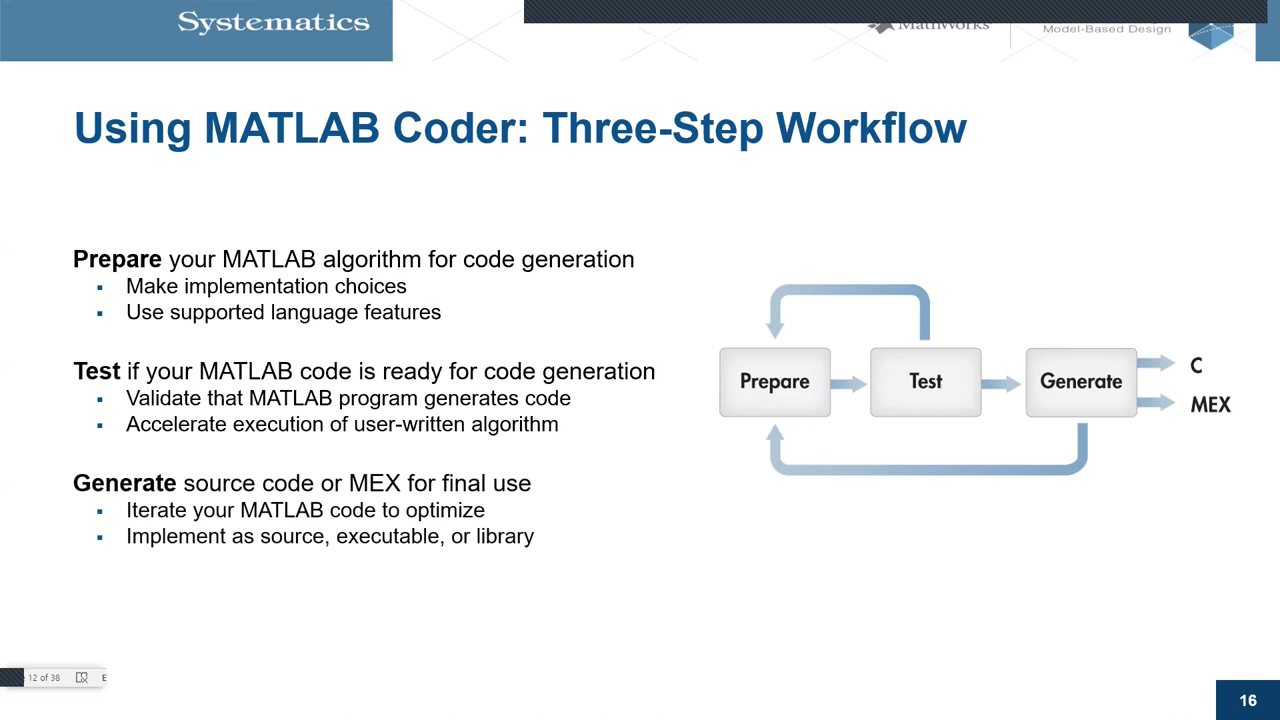 Systematics
MathWorks
Model-Based Design
Using MATLAB Coder: Three-Step Workflow
Prepare your MATLAB algorithm for code generation
▪ Make implementation choices
▪ Use supported language features
Test if your MATLAB code is ready for code generation
▪ Validate that MATLAB program generates code
▪ Accelerate execution of user-written algorithm
Generate source code or MEX for final use
▪ Iterate your MATLAB code to optimize
▪ Implement as source, executable, or library
Prepare
Test
Generate
C
MEX
12 of 38
E
16